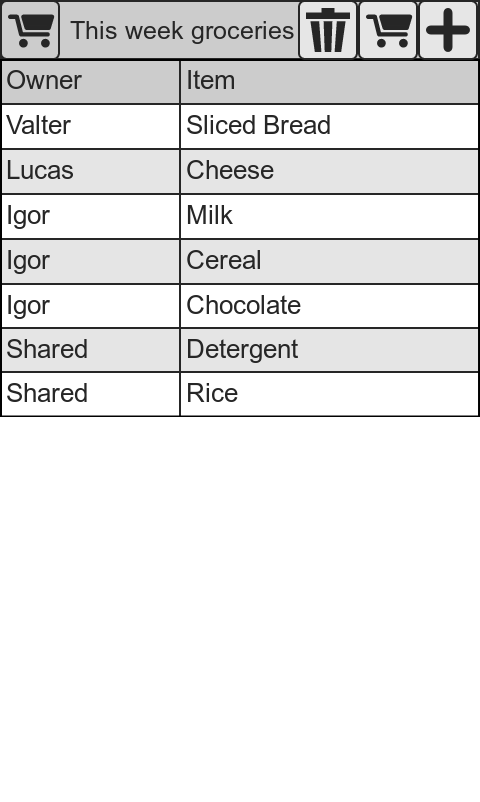 This week groceries
Owner Item
Valter Sliced Bread
Lucas Cheese
Igor Milk
Igor Cereal
Igor Chocolate
Shared Detergent
Shared Rice